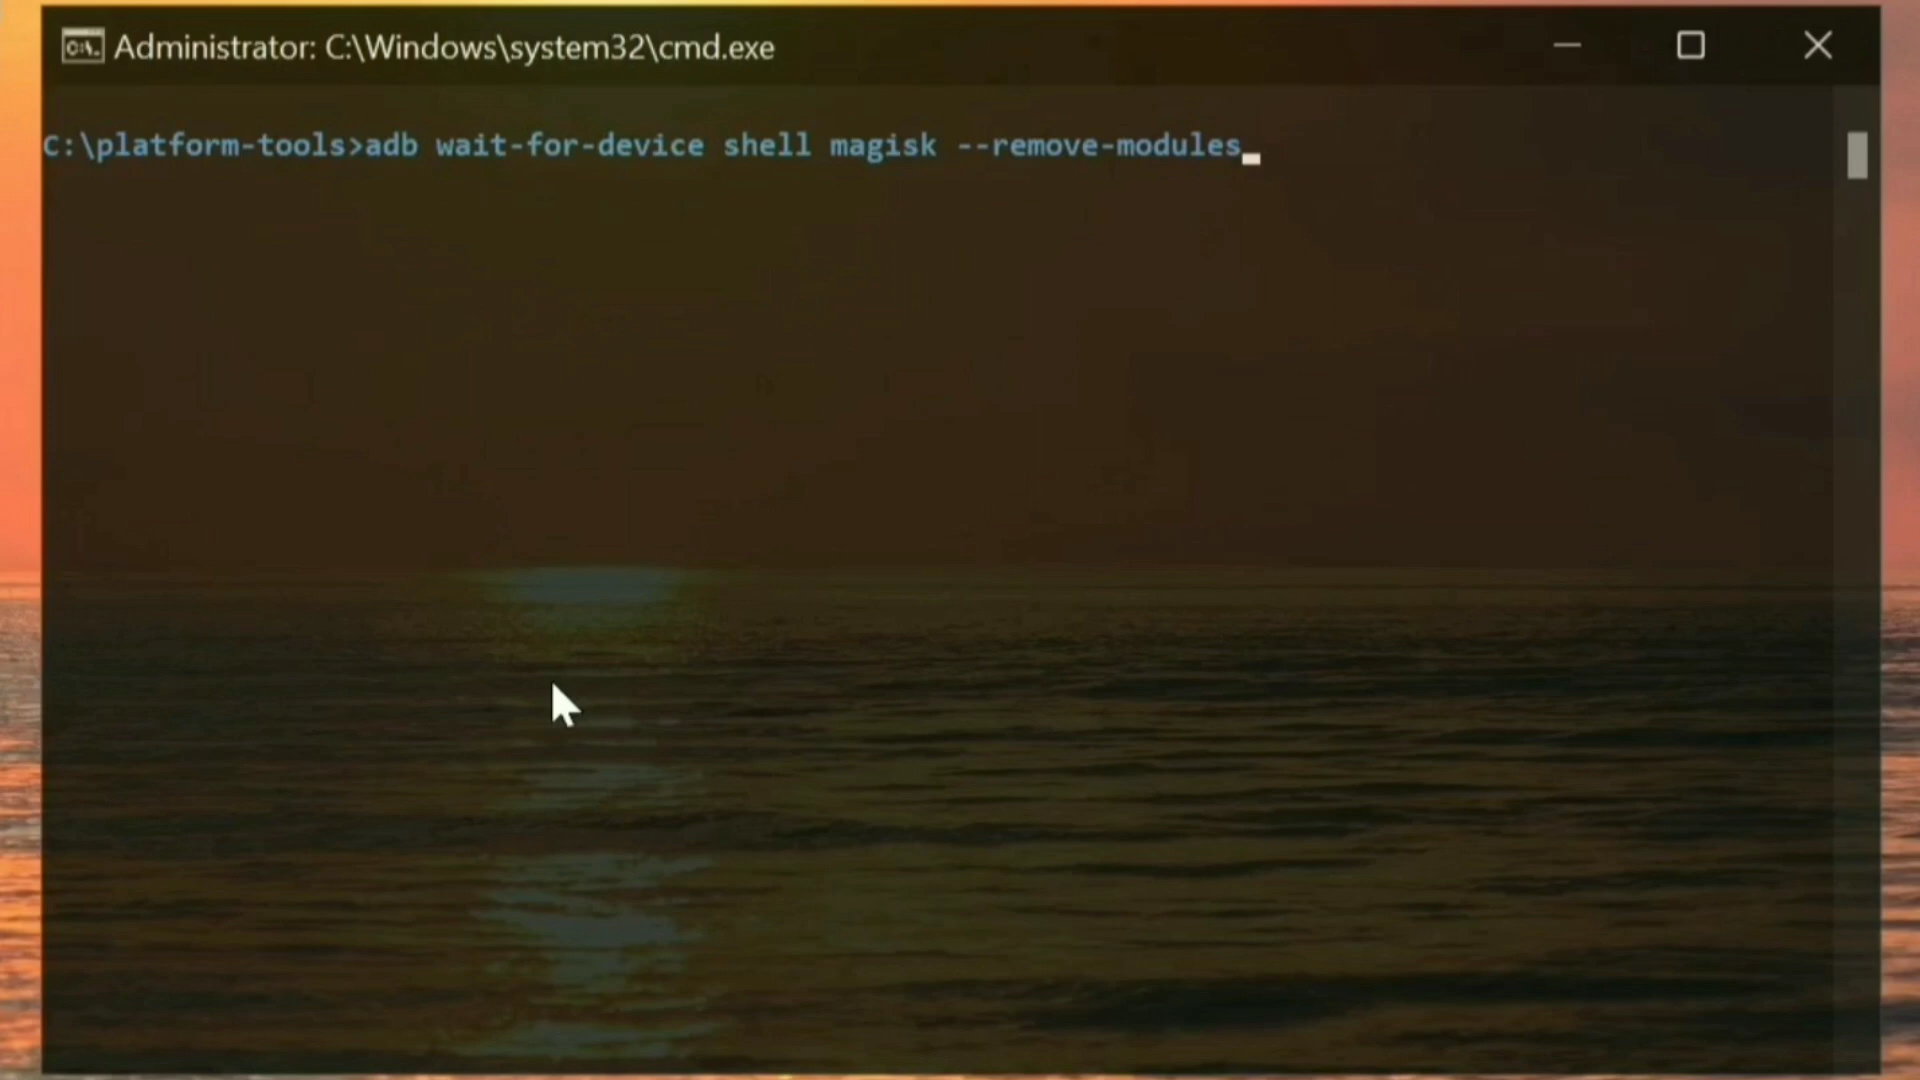 Administrator: C:\Windows\system32\cmd.exe
C:\platform-tools>adb wait-for-device shell magisk --remove-modules